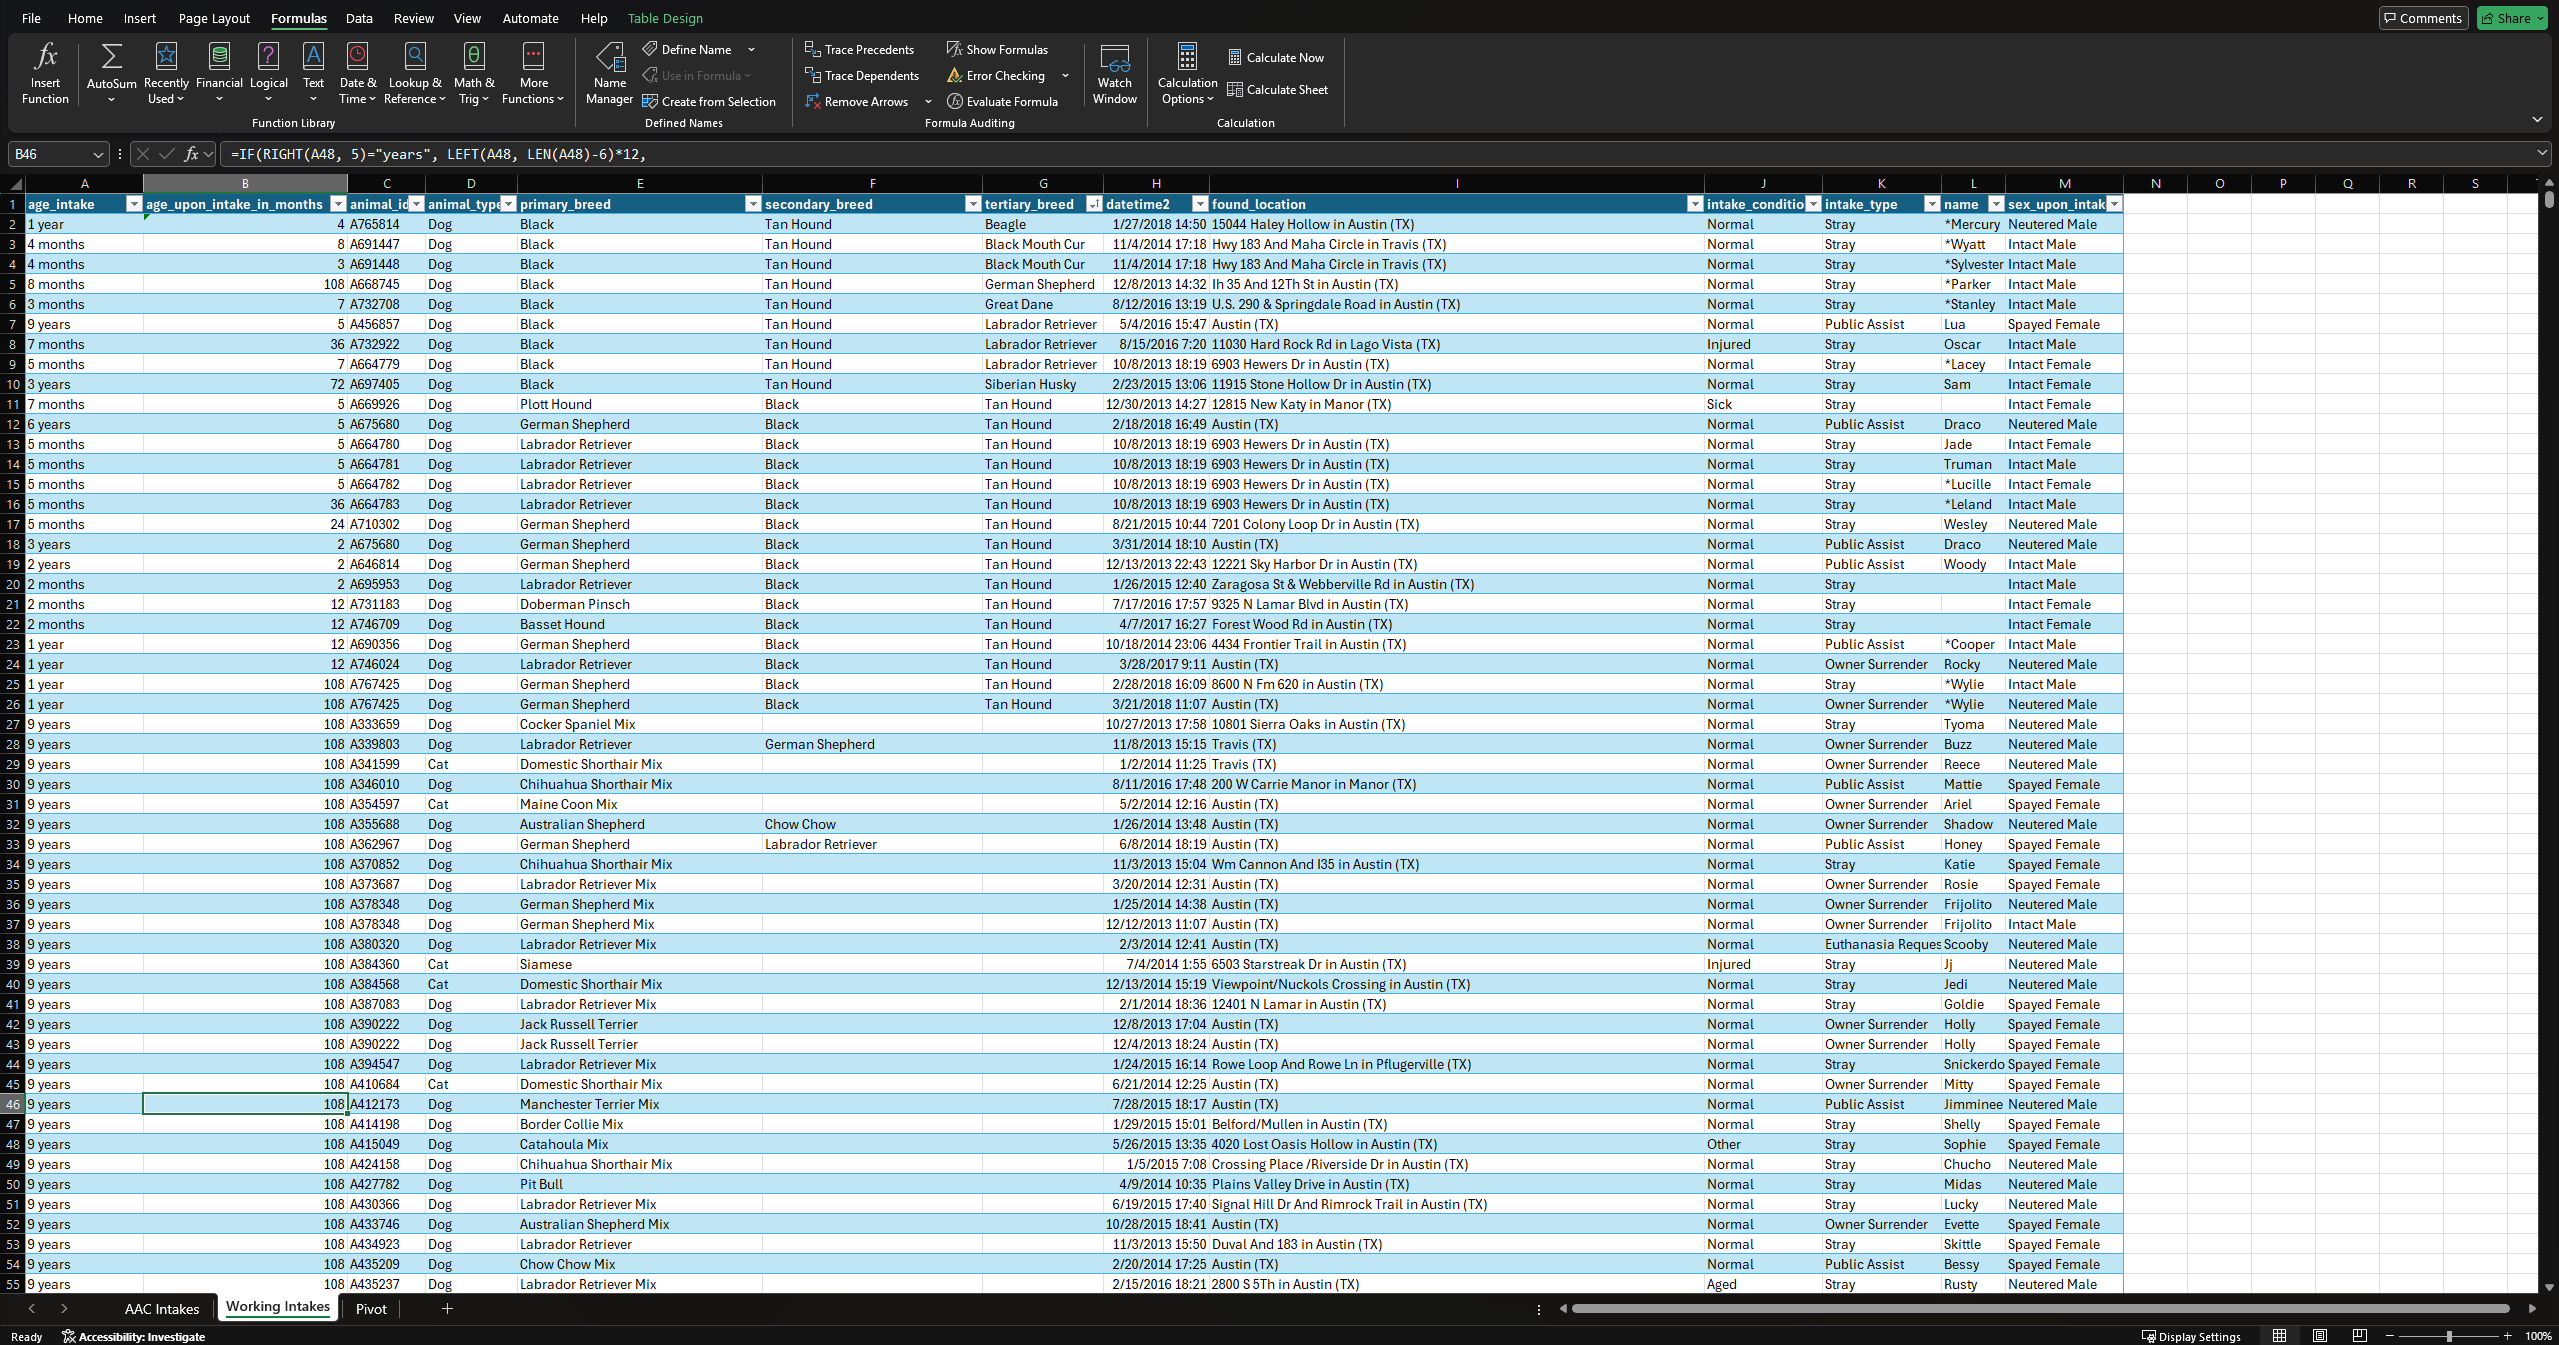 File Home Insert Page Layout Formulas Data Review View Automate Help Table Design Comments Share
Insert Function AutoSum Recently Used Financial Logical Text Date & Time Lookup & Reference Math & Trig More Functions
Function Library
Name Manager Define Name Use in Formula Create from Selection
Defined Names
Trace Precedents Show Formulas
Trace Dependents Error Checking
Remove Arrows Evaluate Formula
Formula Auditing
Watch Window
Calculation Options Calculate Now Calculate Sheet
Calculation
B46 fx =IF(RIGHT(A48, 5)="years", LEFT(A48, LEN(A48)-6)*12,
A B C D E F G H I J K L M N O P Q R S
1 age_intake age_upon_intake_in_months animal_id animal_type primary_breed secondary_breed tertiary_breed datetime2 found_location intake_conditio intake_type name sex_upon_intak
2 1 year 4 A765814 Dog Black Tan Hound Beagle 1/27/2018 14:50 15044 Haley Hollow in Austin (TX) Normal Stray *Mercury Neutered Male
3 4 months 8 A691447 Dog Black Tan Hound Black Mouth Cur 11/4/2014 17:18 Hwy 183 And Maha Circle in Travis (TX) Normal Stray *Wyatt Intact Male
4 4 months 3 A691448 Dog Black Tan Hound Black Mouth Cur 11/4/2014 17:18 Hwy 183 And Maha Circle in Travis (TX) Normal Stray *Sylvester Intact Male
5 8 months 108 A668745 Dog Black Tan Hound German Shepherd 12/8/2013 14:32 Ih 35 And 12Th St in Austin (TX) Normal Stray *Parker Intact Male
6 3 months 7 A732708 Dog Black Tan Hound Great Dane 8/12/2016 13:19 U.S. 290 & Springdale Road in Austin (TX) Normal Stray *Stanley Intact Male
7 9 years 5 A456857 Dog Black Tan Hound Labrador Retriever 5/4/2016 15:47 Austin (TX) Normal Public Assist Lua Spayed Female
8 7 months 36 A732922 Dog Black Tan Hound Labrador Retriever 8/15/2016 7:20 11030 Hard Rock Rd in Lago Vista (TX) Injured Stray Oscar Intact Male
9 5 months 7 A664779 Dog Black Tan Hound Labrador Retriever 10/8/2013 18:19 6903 Hewers Dr in Austin (TX) Normal Stray *Lacey Intact Female
10 3 years 72 A697405 Dog Black Tan Hound Siberian Husky 2/23/2015 13:06 11915 Stone Hollow Dr in Austin (TX) Normal Stray Sam Intact Female
11 7 months 5 A669926 Dog Plott Hound Black Tan Hound 12/30/2013 14:27 12815 New Katy in Manor (TX) Sick Stray Intact Female
12 6 years 5 A675680 Dog German Shepherd Black Tan Hound 2/18/2018 16:49 Austin (TX) Normal Public Assist Draco Neutered Male
13 5 months 5 A664780 Dog Labrador Retriever Black Tan Hound 10/8/2013 18:19 6903 Hewers Dr in Austin (TX) Normal Stray Jade Intact Female
14 5 months 5 A664781 Dog Labrador Retriever Black Tan Hound 10/8/2013 18:19 6903 Hewers Dr in Austin (TX) Normal Stray Truman Intact Male
15 5 months 5 A664782 Dog Labrador Retriever Black Tan Hound 10/8/2013 18:19 6903 Hewers Dr in Austin (TX) Normal Stray *Lucille Intact Female
16 5 months 36 A664783 Dog Labrador Retriever Black Tan Hound 10/8/2013 18:19 6903 Hewers Dr in Austin (TX) Normal Stray *Leland Intact Male
17 5 months 24 A710302 Dog German Shepherd Black Tan Hound 8/21/2015 10:44 7201 Colony Loop Dr in Austin (TX) Normal Stray Wesley Neutered Male
18 3 years 2 A675680 Dog German Shepherd Black Tan Hound 3/31/2014 18:10 Austin (TX) Normal Public Assist Draco Neutered Male
19 2 years 2 A646814 Dog German Shepherd Black Tan Hound 12/13/2013 22:43 12221 Sky Harbor Dr in Austin (TX) Normal Public Assist Woody Intact Male
20 2 months 2 A695953 Dog Labrador Retriever Black Tan Hound 1/26/2015 12:40 Zaragosa St & Webberville Rd in Austin (TX) Normal Stray Intact Male
21 2 months 12 A731183 Dog Doberman Pinsch Black Tan Hound 7/17/2016 17:57 9325 N Lamar Blvd in Austin (TX) Normal Stray Intact Female
22 2 months 12 A746709 Dog Basset Hound Black Tan Hound 4/7/2017 16:27 Forest Wood Rd in Austin (TX) Normal Stray Intact Female
23 1 year 12 A690356 Dog German Shepherd Black Tan Hound 10/18/2014 23:06 4434 Frontier Trail in Austin (TX) Normal Public Assist *Cooper Intact Male
24 1 year 12 A746024 Dog Labrador Retriever Black Tan Hound 3/28/2017 9:11 Austin (TX) Normal Owner Surrender Rocky Neutered Male
25 1 year 108 A767425 Dog German Shepherd Black Tan Hound 2/28/2018 16:09 8600 N Fm 620 in Austin (TX) Normal Stray *Wylie Intact Male
26 1 year 108 A767425 Dog German Shepherd Black Tan Hound 3/21/2018 11:07 Austin (TX) Normal Owner Surrender *Wylie Neutered Male
27 9 years 108 A333659 Dog Cocker Spaniel Mix 10/27/2013 17:58 10801 Sierra Oaks in Austin (TX) Normal Stray Tyoma Neutered Male
28 9 years 108 A339803 Dog Labrador Retriever German Shepherd 11/8/2013 15:15 Travis (TX) Normal Owner Surrender Buzz Neutered Male
29 9 years 108 A341599 Cat Domestic Shorthair Mix 1/2/2014 11:25 Travis (TX) Normal Owner Surrender Reece Neutered Male
30 9 years 108 A346010 Dog Chihuahua Shorthair Mix 8/11/2016 17:48 200 W Carrie Manor in Manor (TX) Normal Public Assist Mattie Spayed Female
31 9 years 108 A354597 Cat Maine Coon Mix 5/2/2014 12:16 Austin (TX) Normal Owner Surrender Ariel Spayed Female
32 9 years 108 A355688 Dog Australian Shepherd Chow Chow 1/26/2014 13:48 Austin (TX) Normal Owner Surrender Shadow Neutered Male
33 9 years 108 A362967 Dog German Shepherd Labrador Retriever 6/8/2014 18:19 Austin (TX) Normal Public Assist Honey Spayed Female
34 9 years 108 A370852 Dog Chihuahua Shorthair Mix 11/3/2013 15:04 Wm Cannon And I35 in Austin (TX) Normal Stray Katie Spayed Female
35 9 years 108 A373687 Dog Labrador Retriever Mix 3/20/2014 12:31 Austin (TX) Normal Owner Surrender Rosie Spayed Female
36 9 years 108 A378348 Dog German Shepherd Mix 1/25/2014 14:38 Austin (TX) Normal Owner Surrender Frijolito Neutered Male
37 9 years 108 A378348 Dog German Shepherd Mix 12/12/2013 11:07 Austin (TX) Normal Owner Surrender Frijolito Intact Male
38 9 years 108 A380320 Dog Labrador Retriever Mix 2/3/2014 12:41 Austin (TX) Normal Euthanasia Reques Scooby Neutered Male
39 9 years 108 A384360 Cat Siamese 7/4/2014 1:55 6503 Starstreak Dr in Austin (TX) Injured Stray Jj Neutered Male
40 9 years 108 A384568 Cat Domestic Shorthair Mix 12/13/2014 15:19 Viewpoint/Nuckols Crossing in Austin (TX) Normal Stray Jedi Neutered Male
41 9 years 108 A387083 Dog Labrador Retriever Mix 2/1/2014 18:36 12401 N Lamar in Austin (TX) Normal Stray Goldie Spayed Female
42 9 years 108 A390222 Dog Jack Russell Terrier 12/8/2013 17:04 Austin (TX) Normal Owner Surrender Holly Spayed Female
43 9 years 108 A390222 Dog Jack Russell Terrier 12/4/2013 18:24 Austin (TX) Normal Owner Surrender Holly Spayed Female
44 9 years 108 A394547 Dog Labrador Retriever Mix 1/24/2015 16:14 Rowe Loop And Rowe Ln in Pflugerville (TX) Normal Stray Snickerdo Spayed Female
45 9 years 108 A410684 Cat Domestic Shorthair Mix 6/21/2014 12:25 Austin (TX) Normal Owner Surrender Mitty Spayed Female
46 9 years 108 A412173 Dog Manchester Terrier Mix 7/28/2015 18:17 Austin (TX) Normal Public Assist Jimminee Neutered Male
47 9 years 108 A414198 Dog Border Collie Mix 1/29/2015 15:01 Belford/Mullen in Austin (TX) Normal Stray Shelly Spayed Female
48 9 years 108 A415049 Dog Catahoula Mix 5/26/2015 13:35 4020 Lost Oasis Hollow in Austin (TX) Other Stray Sophie Spayed Female
49 9 years 108 A424158 Dog Chihuahua Shorthair Mix 1/5/2015 7:08 Crossing Place /Riverside Dr in Austin (TX) Normal Stray Chucho Neutered Male
50 9 years 108 A427782 Dog Pit Bull 4/9/2014 10:35 Plains Valley Drive in Austin (TX) Normal Stray Midas Neutered Male
51 9 years 108 A430366 Dog Labrador Retriever Mix 6/19/2015 17:40 Signal Hill Dr And Rimrock Trail in Austin (TX) Normal Stray Lucky Neutered Male
52 9 years 108 A433746 Dog Australian Shepherd Mix 10/28/2015 18:41 Austin (TX) Normal Owner Surrender Evette Spayed Female
53 9 years 108 A434923 Dog Labrador Retriever 11/3/2013 15:50 Duval And 183 in Austin (TX) Normal Stray Skittle Spayed Female
54 9 years 108 A435209 Dog Chow Chow Mix 2/20/2014 17:25 Austin (TX) Normal Public Assist Bessy Spayed Female
55 9 years 108 A435237 Dog Labrador Retriever Mix 2/15/2016 18:21 2800 S 5Th in Austin (TX) Aged Stray Rusty Neutered Male
AAC Intakes Working Intakes Pivot +
Ready Accessibility: Investigate Display Settings 100%